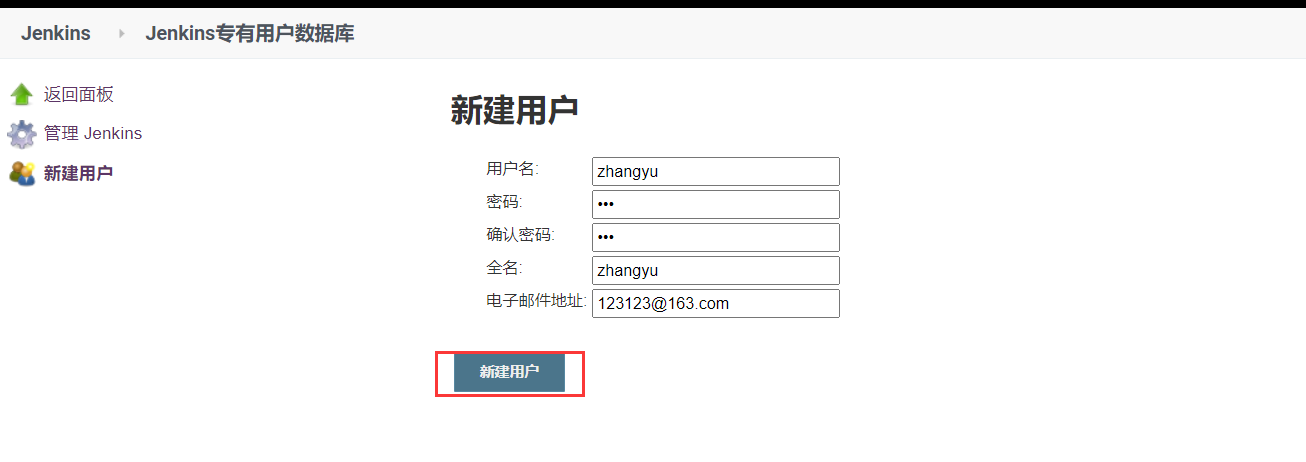 Jenkins Jenkins专有用户数据库
返回面板
管理 Jenkins
新建用户
新建用户
用户名: zhangyu
密码: •••
确认密码: •••
全名: zhangyu
电子邮件地址: 123123@163.com
新建用户